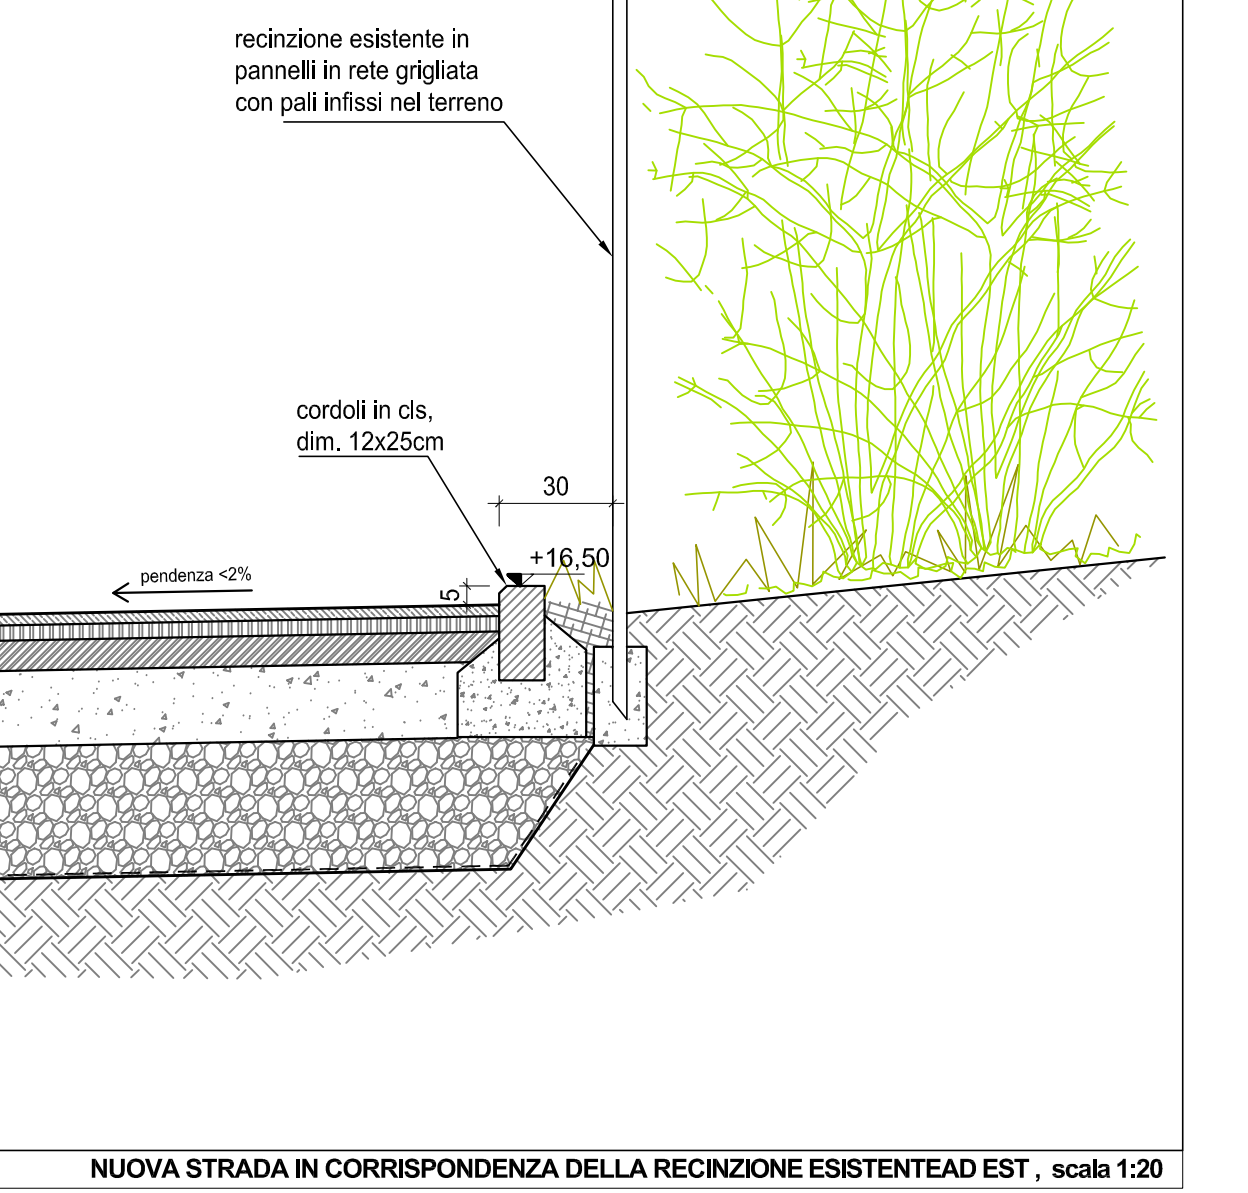 recinzione esistente in
pannelli in rete grigliata
con pali infissi nel terreno
cordoli in cls,
dim. 12x25cm
30
+16,50
pendenza <2%
5
NUOVA STRADA IN CORRISPONDENZA DELLA RECINZIONE ESISTENTEAD EST , scala 1:20